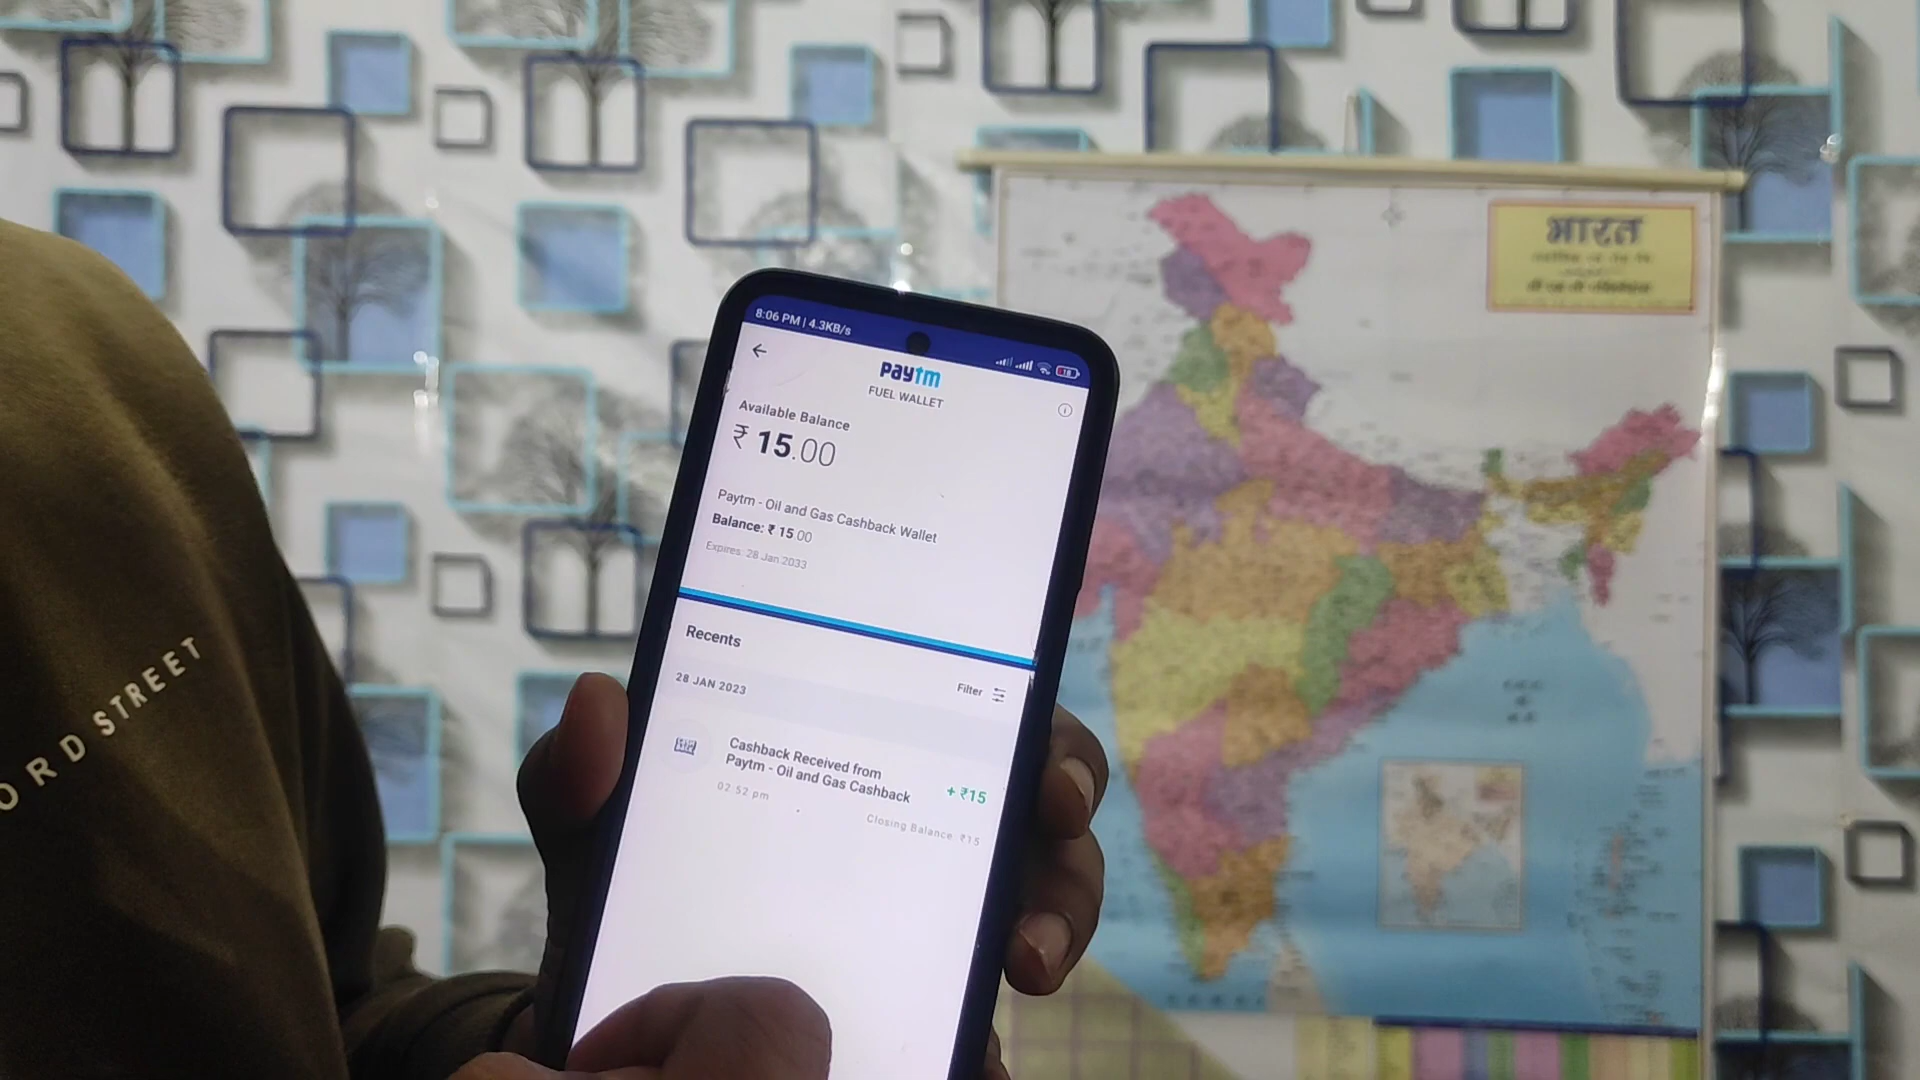 भारत
8:06 PM | 4.3KB/s
18
paytm
FUEL WALLET
Available Balance
₹ 15.00
Paytm - Oil and Gas Cashback Wallet
Balance: ₹ 15.00
Expires: 28 Jan 2033
Recents
Filter
28 JAN 2023
Cashback Received from
Paytm - Oil and Gas Cashback
+ ₹15
02:52 pm
Closing Balance: ₹15
ORD STREET